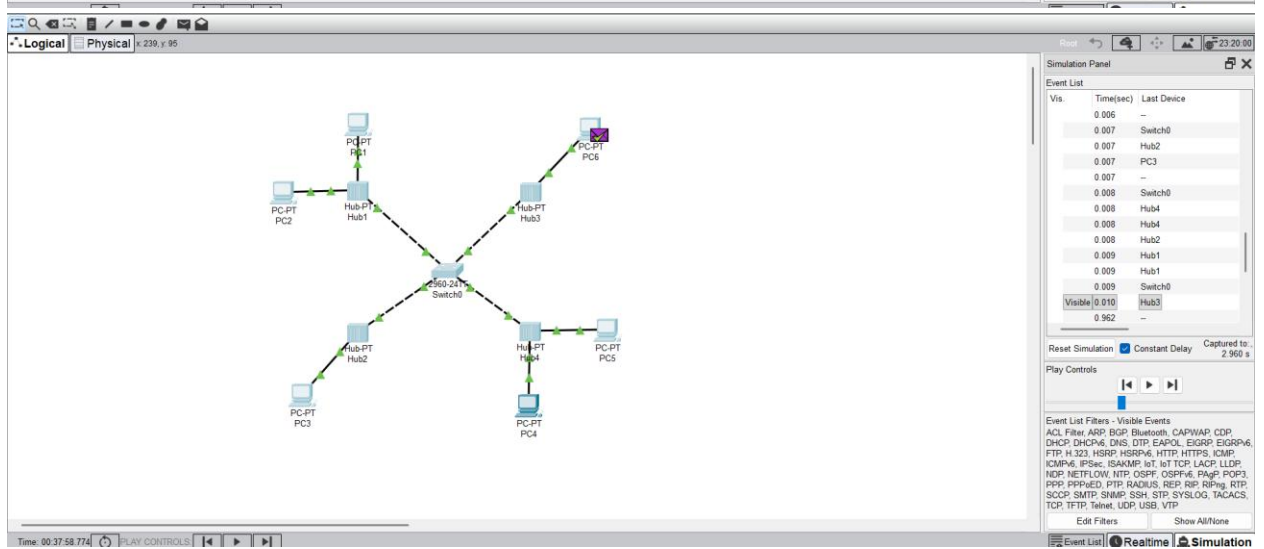 Logical Physical x: 239, y: 95
Root 23:20:00
PC-PT
PC1
PC-PT
PC6
PC-PT
PC2
Hub-PT
Hub1
Hub-PT
Hub3
2960-24TT
Switch0
Hub-PT
Hub2
Hub-PT
Hub4
PC-PT
PC5
PC-PT
PC3
PC-PT
PC4
Simulation Panel
Event List
Vis. Time(sec) Last Device
0.006 --
0.007 Switch0
0.007 Hub2
0.007 PC3
0.007 --
0.008 Switch0
0.008 Hub4
0.008 Hub4
0.008 Hub2
0.009 Hub1
0.009 Hub1
0.009 Switch0
Visible 0.010 Hub3
0.962 --
Reset Simulation Constant Delay Captured to:
2.960 s
Play Controls
Event List Filters - Visible Events
ACL Filter, ARP, BGP, Bluetooth, CAPWAP, CDP,
DHCP, DHCPv6, DNS, DTP, EAPOL, EIGRP, EIGRPv6,
FTP, H.323, HSRP, HSRPv6, HTTP, HTTPS, ICMP,
ICMPv6, IPSec, ISAKMP, IoT, IoT TCP, LACP, LLDP,
NDP, NETFLOW, NTP, OSPF, OSPFv6, PAgP, POP3,
PPP, PPPoED, PTP, RADIUS, REP, RIP, RIPng, RTP,
SCCP, SMTP, SNMP, SSH, STP, SYSLOG, TACACS,
TCP, TFTP, Telnet, UDP, USB, VTP
Edit Filters Show All/None
Time: 00:37:58.774 PLAY CONTROLS: Event List Realtime Simulation